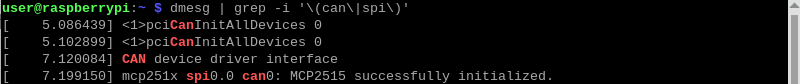 user@raspberrypi:~ $ dmesg | grep -i '\(can\|spi\)'
[    5.086439] <1>pciCanInitAllDevices 0
[    5.102899] <1>pciCanInitAllDevices 0
[    7.120084] CAN device driver interface
[    7.199150] mcp251x spi0.0 can0: MCP2515 successfully initialized.